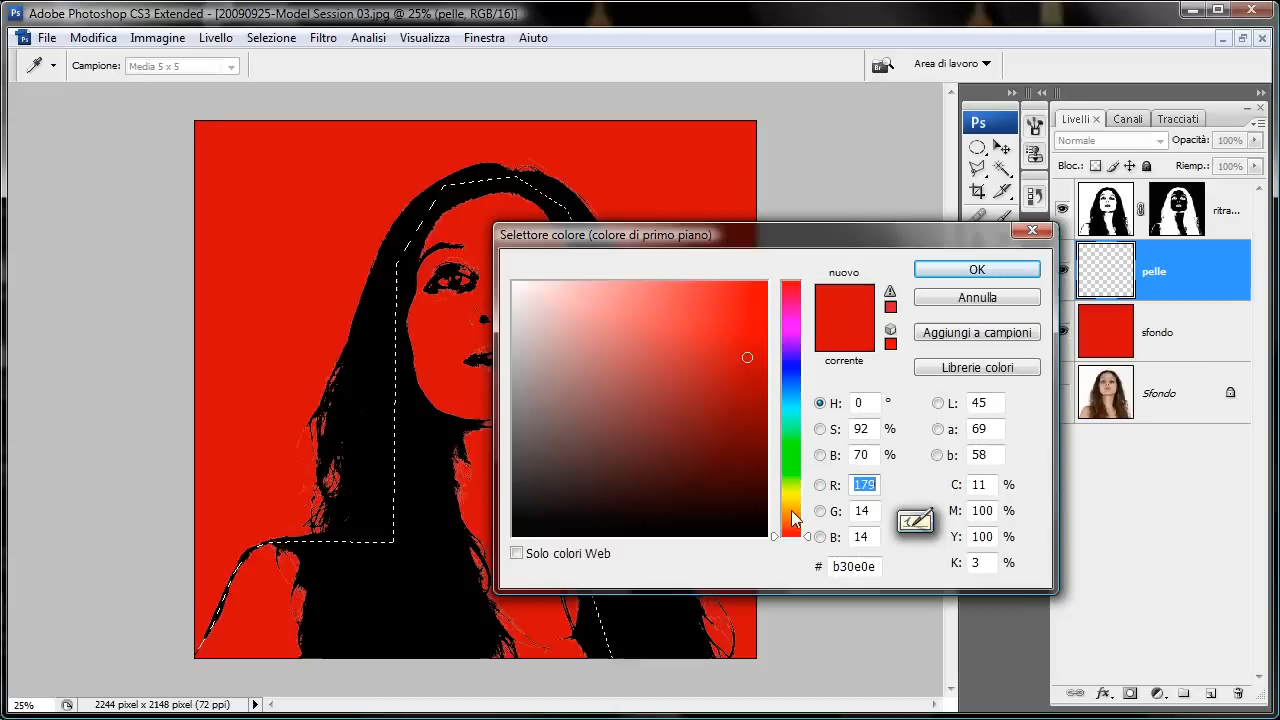 Adobe Photoshop CS3 Extended - [20090925-Model Session 03.jpg @ 25% (pelle, RGB/16)]
File Modifica Immagine Livello Selezione Filtro Analisi Visualizza Finestra Aiuto
Campione: Media 5 x 5
Br
Area di lavoro
Ps
Livelli x Canali Tracciati
Normale Opacità: 100%
Bloc.: Riemp.: 100%
ritra...
pelle
sfondo
Sfondo
Selettore colore (colore di primo piano)
nuovo
corrente
OK
Annulla
Aggiungi a campioni
Librerie colori
H: 0 ° L: 45
S: 92 % a: 69
B: 70 % b: 58
R: 179 C: 11 %
G: 14 M: 100 %
B: 14 Y: 100 %
# b30e0e K: 3 %
Solo colori Web
25% 2244 pixel x 2148 pixel (72 ppi)